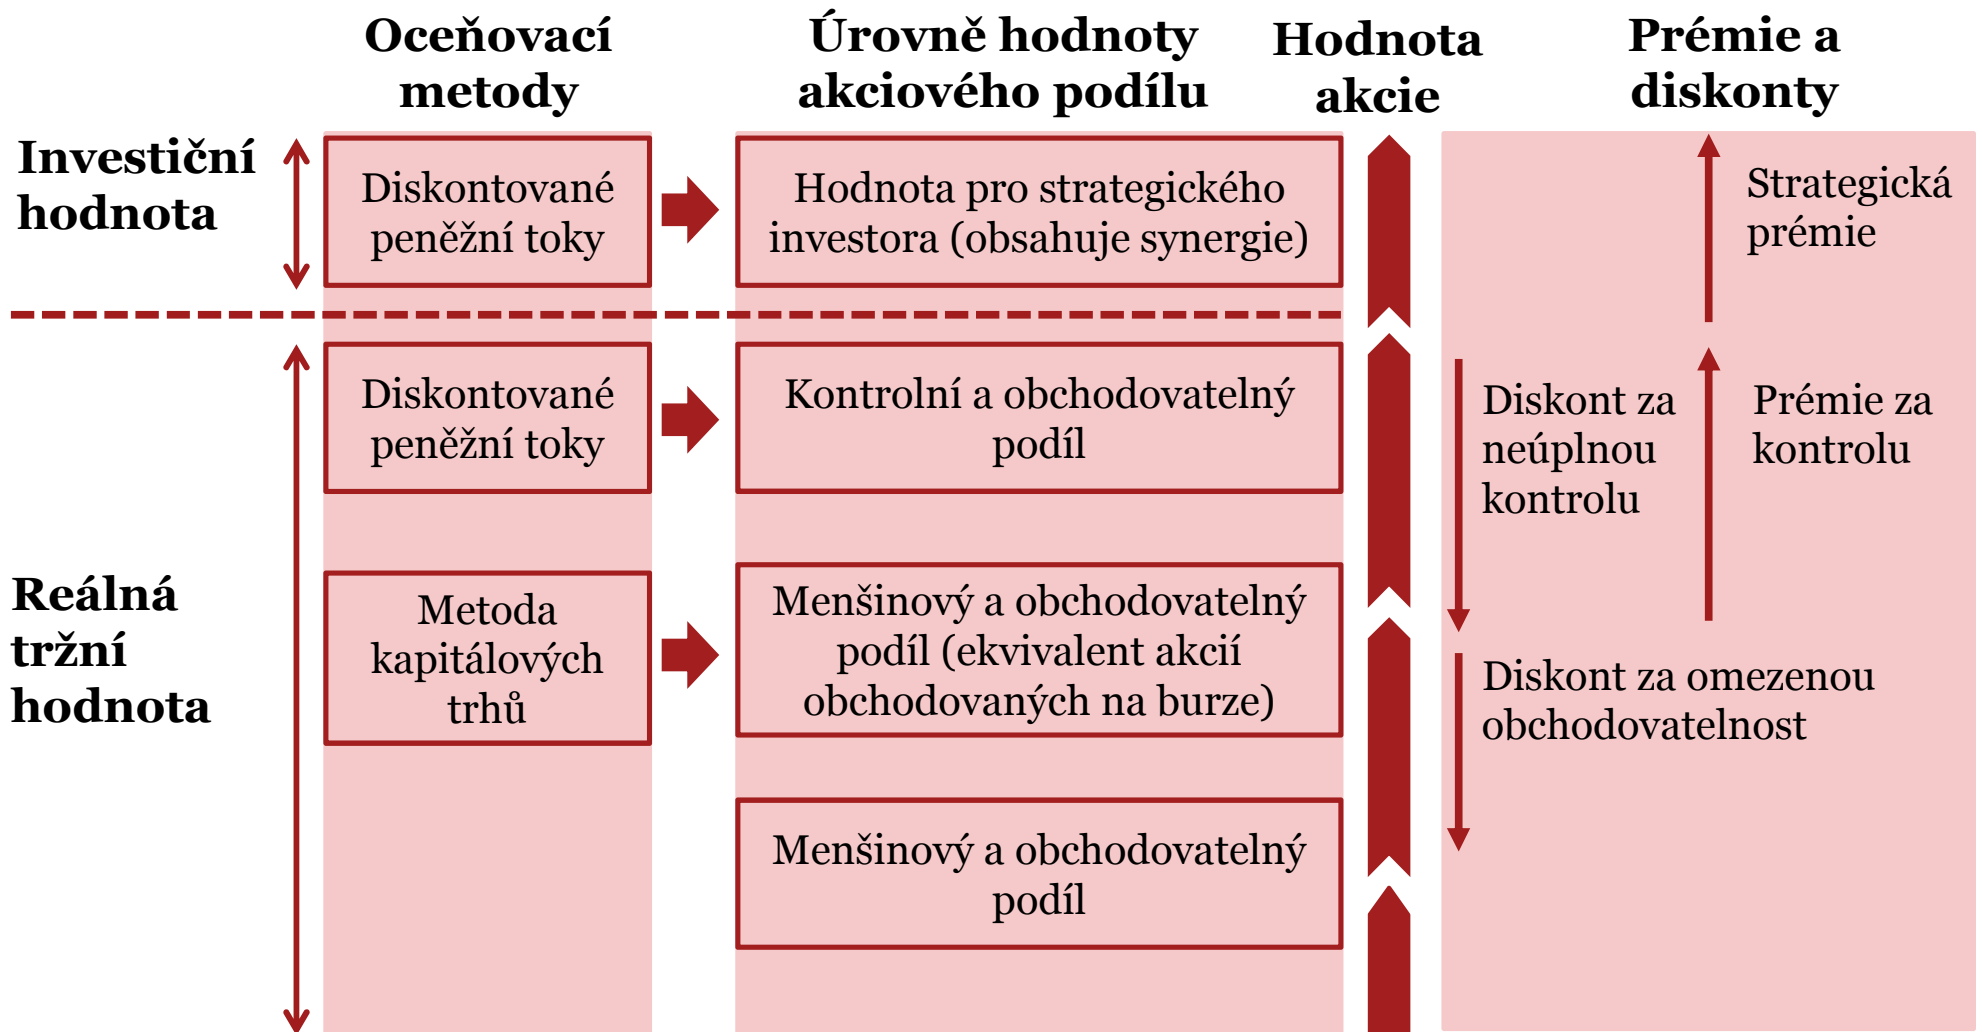 Oceňovací
metody
Úrovně hodnoty
akciového podílu
Hodnota
akcie
Prémie a
diskonty
Investiční
hodnota
Diskontované
peněžní toky
Hodnota pro strategického
investora (obsahuje synergie)
Strategická
prémie
Reálná
tržní
hodnota
Diskontované
peněžní toky
Kontrolní a obchodovatelný
podíl
Diskont za
neúplnou
kontrolu
Prémie za
kontrolu
Metoda
kapitálových
trhů
Menšinový a obchodovatelný
podíl (ekvivalent akcií
obchodovaných na burze)
Diskont za omezenou
obchodovatelnost
Menšinový a obchodovatelný
podíl